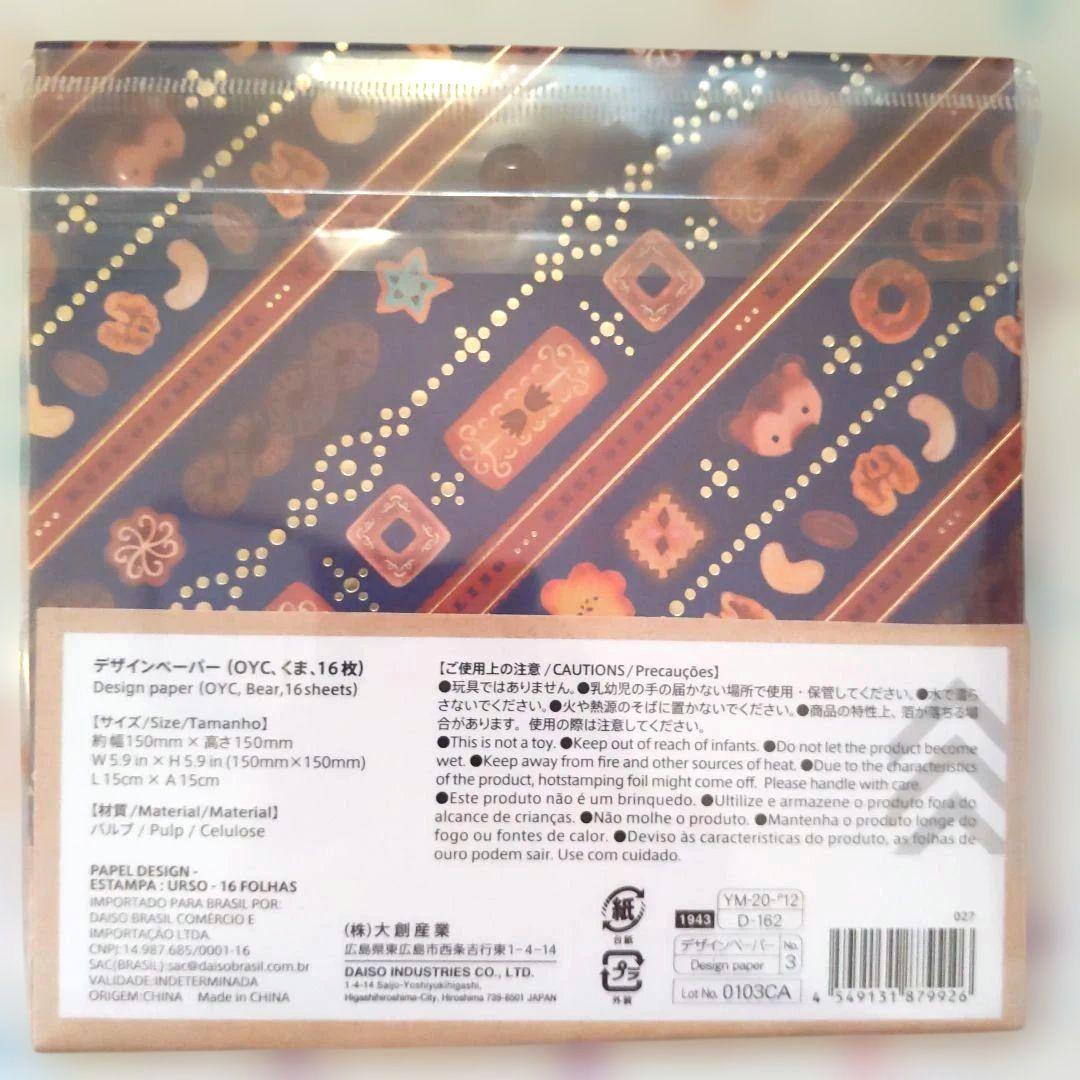 デザインペーパー（OYC、くま、16枚）
Design paper (OYC, Bear,16sheets)
【サイズ/Size/Tamanho】
約幅150mm×高さ150mm
W 5.9 in × H 5.9 in (150mm×150mm)
L 15cm × A 15cm
【材質/Material/Material】
パルプ / Pulp / Celulose
PAPEL DESIGN -
ESTAMPA : URSO - 16 FOLHAS
IMPORTADO PARA BRASIL POR:
DAISO BRASIL COMÉRCIO E
IMPORTAÇÃO LTDA.
CNPJ:14.987.685/0001-16
SAC(BRASIL):sac@daisobrasil.com.br
VALIDADE:INDETERMINADA
ORIGEM:CHINA Made in CHINA
【ご使用上の注意/CAUTIONS/Precauções】
●玩具ではありません。●乳幼児の手の届かない場所で使用・保管してください。●水で濡ら
さないでください。●火や熱源のそばに置かないでください。●商品の特性上、箔が落ちる場
合があります。使用の際は注意してください。
●This is not a toy. ●Keep out of reach of infants. ●Do not let the product become
wet. ●Keep away from fire and other sources of heat. ●Due to the characteristics
of the product, hotstamping foil might come off. Please handle with care.
●Este produto não é um brinquedo. ●Ultilize e armazene o produto fora do
alcance de crianças. ●Não molhe o produto. ●Mantenha o produto longe do
fogo ou fontes de calor. ●Deviso às características do produto, as folhas de
ouro podem sair. Use com cuidado.
(株)大創産業
広島県東広島市西条吉行東1-4-14
DAISO INDUSTRIES CO., LTD.
1-4-14 Saijo-Yoshiyukihigashi,
Higashihiroshima-City, Hiroshima 739-8501 JAPAN
紙
台紙
プラ
外装
1943
YM-20-P12
D-162
デザインペーパー
Design paper
No.
3
Lot No. 0103CA
027
4 549131 879926